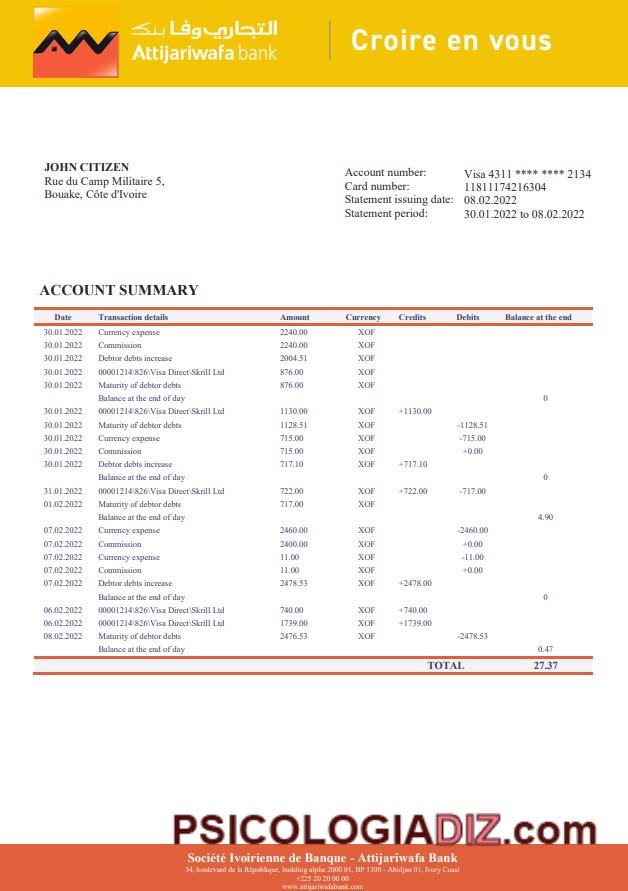 التجاري وفا بنك
Attijariwafa bank
Croire en vous
JOHN CITIZEN
Rue du Camp Militaire 5,
Bouake, Côte d'Ivoire
Account number: Visa 4311 **** **** 2134
Card number: 11811174216304
Statement issuing date: 08.02.2022
Statement period: 30.01.2022 to 08.02.2022
ACCOUNT SUMMARY
Date Transaction details Amount Currency Credits Debits Balance at the end
30.01.2022 Currency expense 2240.00 XOF
30.01.2022 Commission 2240.00 XOF
30.01.2022 Debtor debts increase 2004.51 XOF
30.01.2022 00001214\826\Visa Direct\Skrill Ltd 876.00 XOF
30.01.2022 Maturity of debtor debts 876.00 XOF
Balance at the end of day 0
30.01.2022 00001214\826\Visa Direct\Skrill Ltd 1130.00 XOF +1130.00
30.01.2022 Maturity of debtor debts 1128.51 XOF -1128.51
30.01.2022 Currency expense 715.00 XOF -715.00
30.01.2022 Commission 715.00 XOF +0.00
30.01.2022 Debtor debts increase 717.10 XOF +717.10
Balance at the end of day 0
31.01.2022 00001214\826\Visa Direct\Skrill Ltd 722.00 XOF +722.00 -717.00
01.02.2022 Maturity of debtor debts 717.00 XOF
Balance at the end of day 4.90
07.02.2022 Currency expense 2460.00 XOF -2460.00
07.02.2022 Commission 2400.00 XOF +0.00
07.02.2022 Currency expense 11.00 XOF -11.00
07.02.2022 Commission 11.00 XOF +0.00
07.02.2022 Debtor debts increase 2478.53 XOF +2478.00
Balance at the end of day 0
06.02.2022 00001214\826\Visa Direct\Skrill Ltd 740.00 XOF +740.00
06.02.2022 00001214\826\Visa Direct\Skrill Ltd 1739.00 XOF +1739.00
08.02.2022 Maturity of debtor debts 2476.53 XOF -2478.53
Balance at the end of day 0.47
TOTAL 27.37
PSICOLOGIADIZ.com
Société Ivoirienne de Banque - Attijariwafa Bank
34, boulevard de la République, building alpha 2000 01, BP 1300 - Abidjan 01, Ivory Coast
+225 20 20 00 00
www.attijariwafabank.com